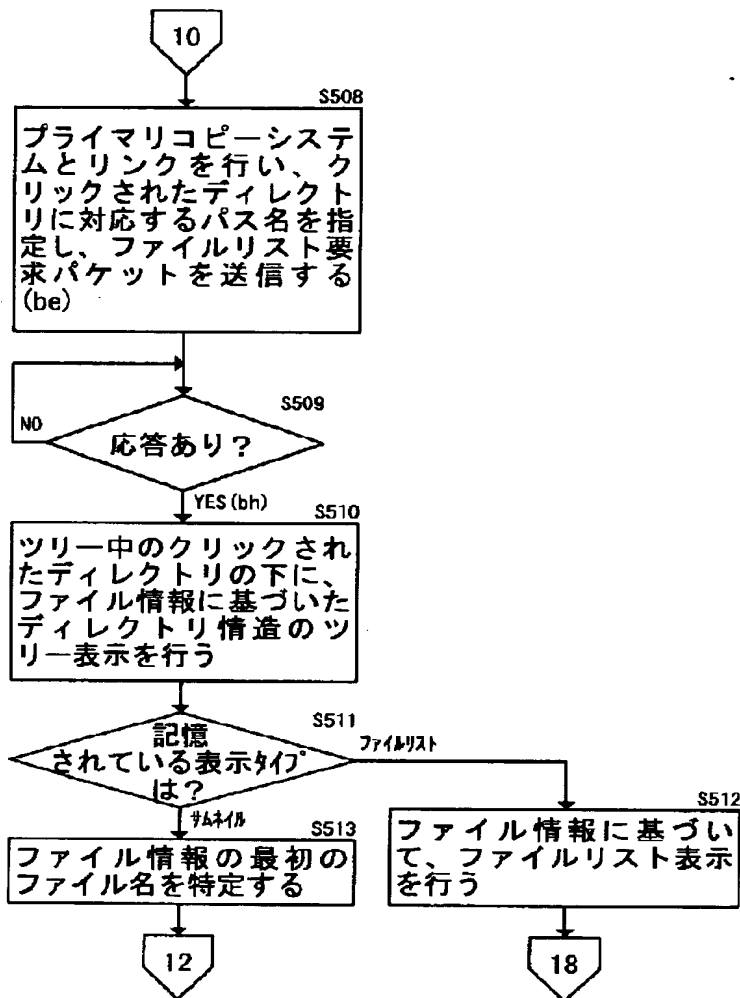 10
S508
プライマリコピーシステ
ムとリンクを行い、ク
リックされたディレクト
リに対応するパス名を指
定し、ファイルリスト要
求パケットを送信する
(be)
S509
NO
応答あり？
YES(bh)
S510
ツリー中のクリックされ
たディレクトリの下に、
ファイル情報に基づいた
ディレクトリ情造のツ
リー表示を行う
S511
記憶
されている表示タイプ
は？
ファイルリスト
サムネイル
S512
ファイル情報に基づい
て、ファイルリスト表示
を行う
S513
ファイル情報の最初の
ファイル名を特定する
12
18